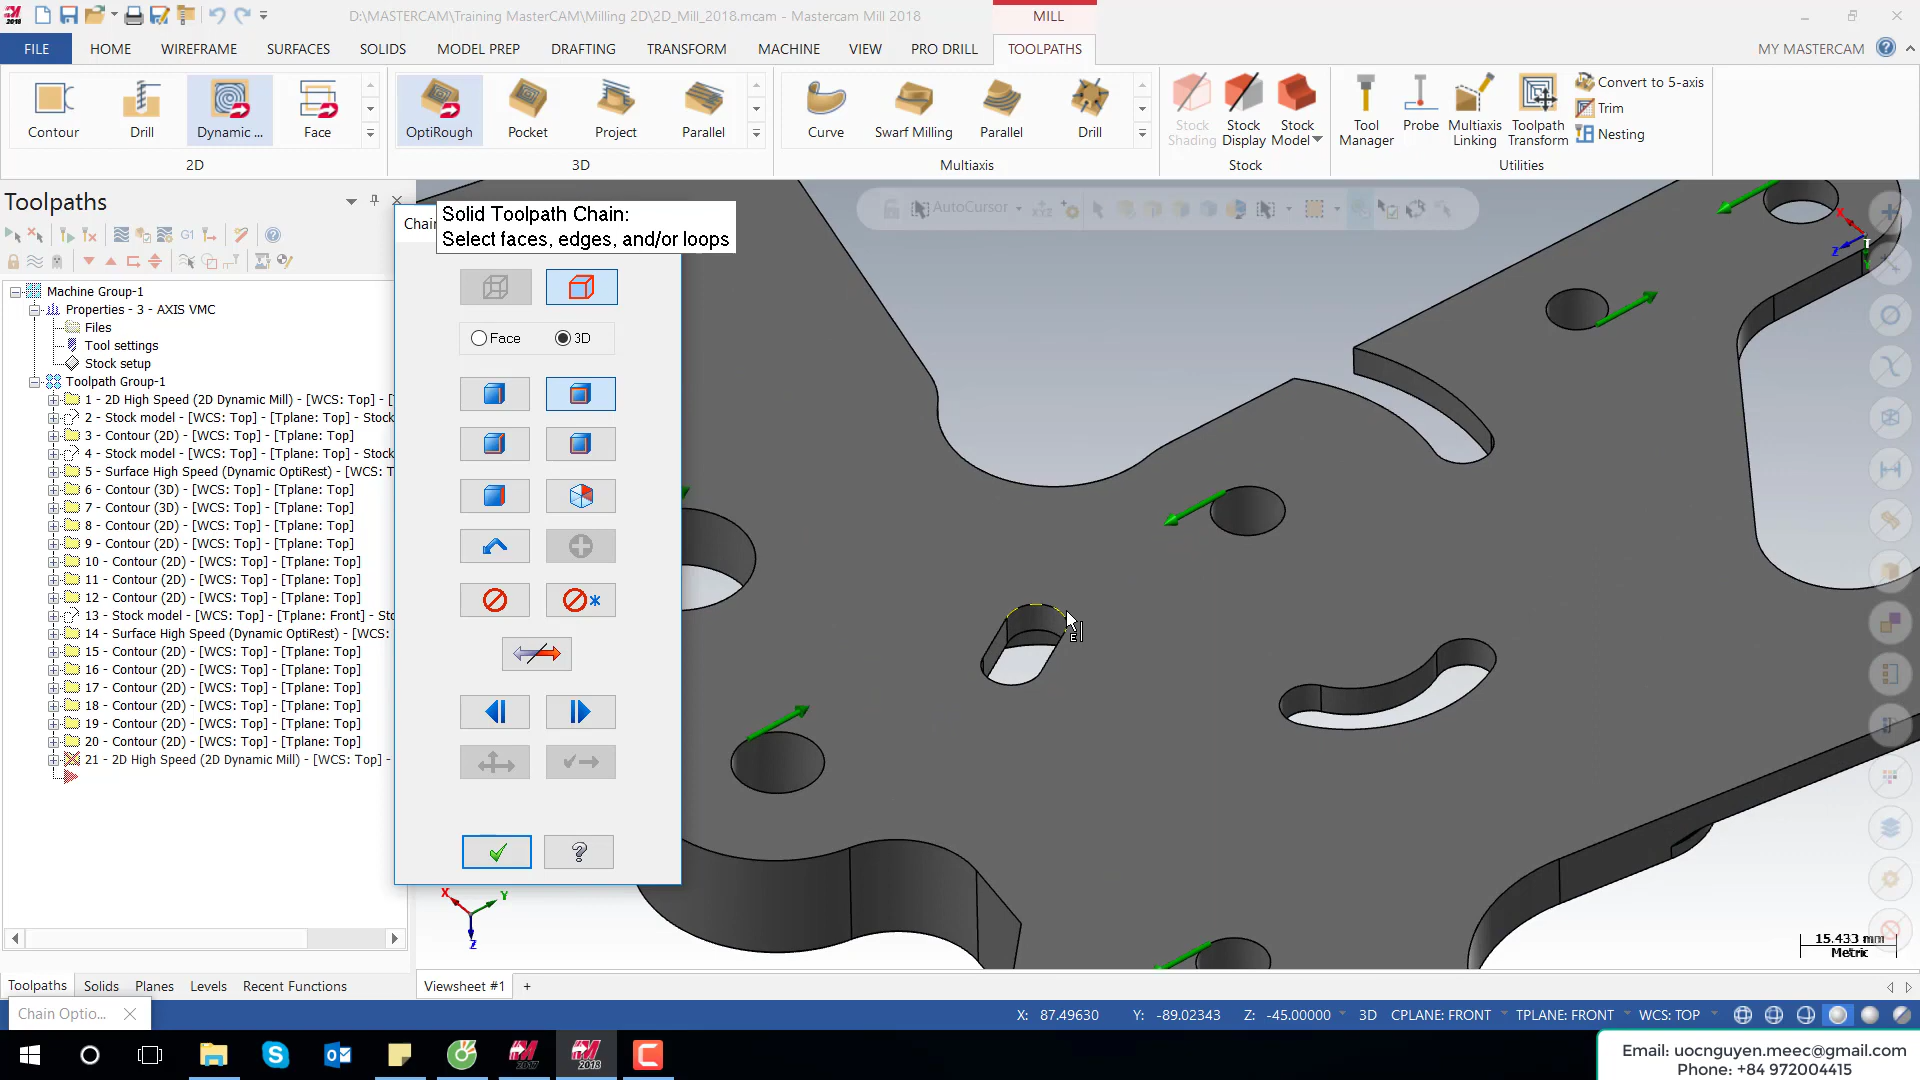 D:\MASTERCAM\Training MasterCAM\Milling 2D\2D_Mill_2018.mcam - Mastercam Mill 2018
MILL
FILE
HOME
WIREFRAME
SURFACES
SOLIDS
MODEL PREP
DRAFTING
TRANSFORM
MACHINE
VIEW
PRO DRILL
TOOLPATHS
MY MASTERCAM
Contour
Drill
Dynamic ...
Face
2D
OptiRough
Pocket
Project
Parallel
3D
Curve
Swarf Milling
Parallel
Drill
Multiaxis
Stock Shading
Stock Display
Stock Model
Stock
Tool Manager
Probe
Multiaxis Linking
Toolpath Transform
Convert to 5-axis
Trim
Nesting
Utilities
Toolpaths
Chain
Solid Toolpath Chain:
Select faces, edges, and/or loops
AutoCursor
G1
Face
3D
Machine Group-1
Properties - 3 - AXIS VMC
Files
Tool settings
Stock setup
Toolpath Group-1
1 - 2D High Speed (2D Dynamic Mill) - [WCS: Top] - [
2 - Stock model - [WCS: Top] - [Tplane: Top] - Stock
3 - Contour (2D) - [WCS: Top] - [Tplane: Top]
4 - Stock model - [WCS: Top] - [Tplane: Top] - Stock
5 - Surface High Speed (Dynamic OptiRest) - [WCS: T
6 - Contour (3D) - [WCS: Top] - [Tplane: Top]
7 - Contour (3D) - [WCS: Top] - [Tplane: Top]
8 - Contour (2D) - [WCS: Top] - [Tplane: Top]
9 - Contour (2D) - [WCS: Top] - [Tplane: Top]
10 - Contour (2D) - [WCS: Top] - [Tplane: Top]
11 - Contour (2D) - [WCS: Top] - [Tplane: Top]
12 - Contour (2D) - [WCS: Top] - [Tplane: Top]
13 - Stock model - [WCS: Top] - [Tplane: Front] - Sto
14 - Surface High Speed (Dynamic OptiRest) - [WCS:
15 - Contour (2D) - [WCS: Top] - [Tplane: Top]
16 - Contour (2D) - [WCS: Top] - [Tplane: Top]
17 - Contour (2D) - [WCS: Top] - [Tplane: Top]
18 - Contour (2D) - [WCS: Top] - [Tplane: Top]
19 - Contour (2D) - [WCS: Top] - [Tplane: Top]
20 - Contour (2D) - [WCS: Top] - [Tplane: Top]
21 - 2D High Speed (2D Dynamic Mill) - [WCS: Top] -
X
Z
T
Y
E
X
Y
Z
15.433 mm
Metric
Toolpaths
Solids
Planes
Levels
Recent Functions
Viewsheet #1
+
Chain Optio...
X: 87.49630
Y: -89.02343
Z: -45.00000
3D
CPLANE: FRONT
TPLANE: FRONT
WCS: TOP
2017
2018
Email: uocnguyen.meec@gmail.com
Phone: +84 972004415